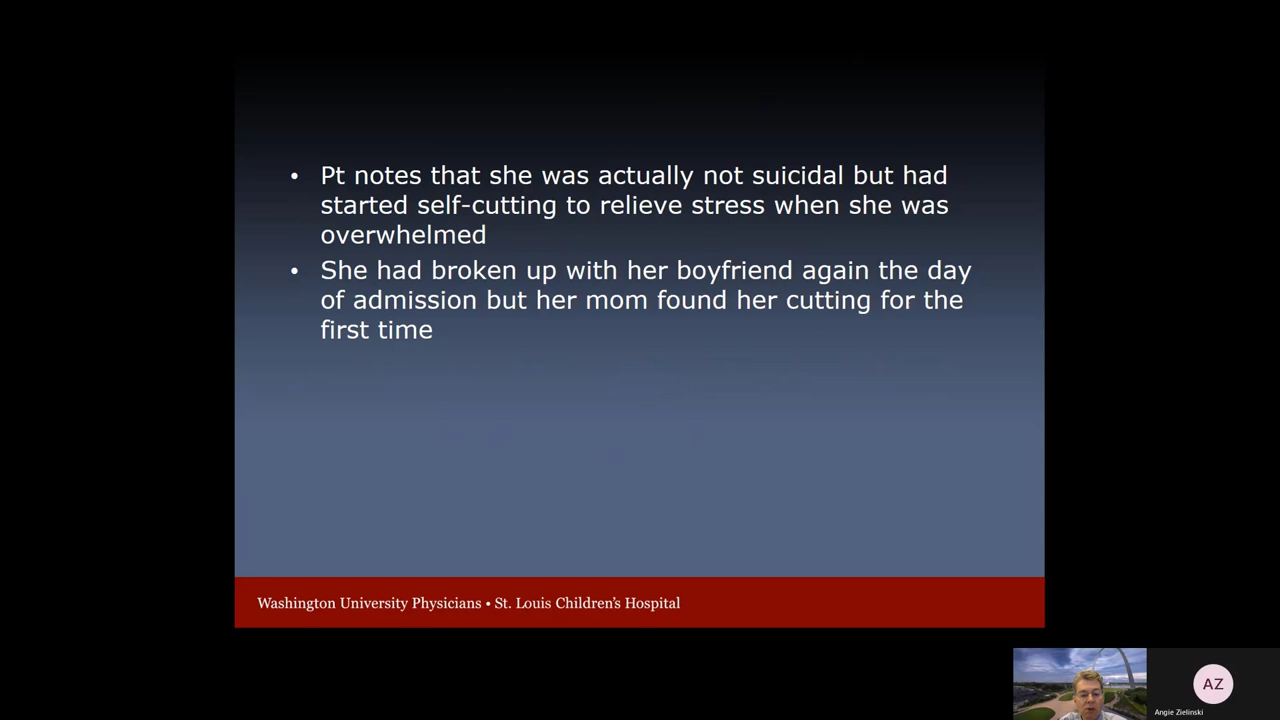 • Pt notes that she was actually not suicidal but had
started self-cutting to relieve stress when she was
overwhelmed
• She had broken up with her boyfriend again the day
of admission but her mom found her cutting for the
first time
Washington University Physicians • St. Louis Children’s Hospital
AZ
Angie Zielinski